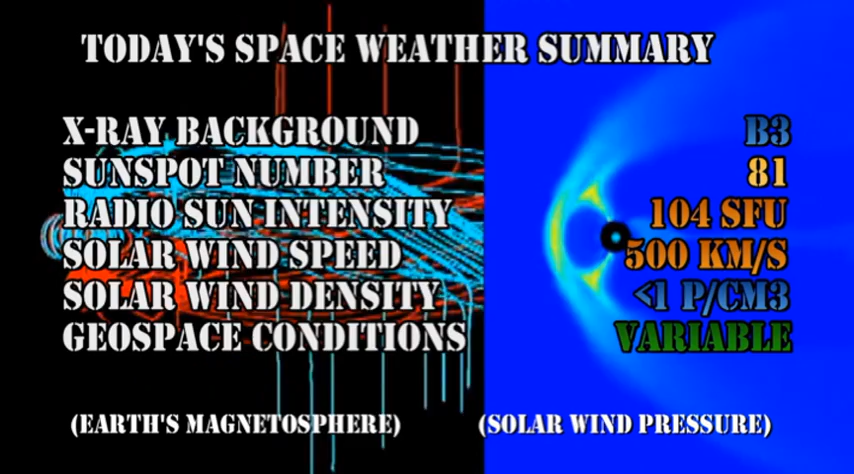 TODAY'S SPACE WEATHER SUMMARY
X-RAY BACKGROUND B3
SUNSPOT NUMBER 81
RADIO SUN INTENSITY 104 SFU
SOLAR WIND SPEED 500 KM/S
SOLAR WIND DENSITY <1 P/CM3
GEOSPACE CONDITIONS VARIABLE
(EARTH'S MAGNETOSPHERE) (SOLAR WIND PRESSURE)